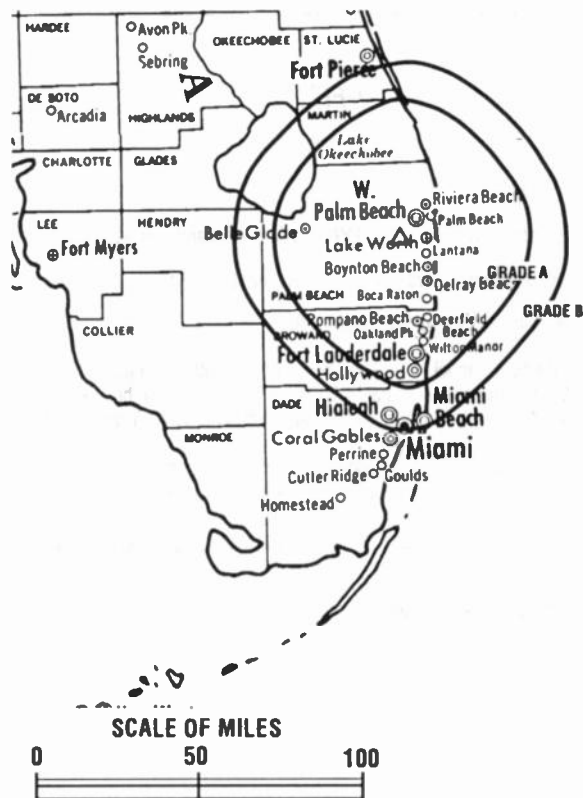 HARDEE
Avon Pk
Sebring
OKEECHOBEE
ST. LUCIE
Fort Pierce
A
DE SOTO
Arcadia
HIGHLANDS
MARTIN
Lake
Okeechobee
CHARLOTTE
GLADES
W.
Palm Beach
Riviera Beach
Palm Beach
LEE
HENDRY
Belle Glade
Lake Worth
Fort Myers
Lantana
Boynton Beach
GRADE A
Delray Beach
PALM BEACH
Boca Raton
GRADE B
COLLIER
Pompano Beach
Deerfield
Beach
BROWARD
Oakland Pk
Wilton Manor
Fort Lauderdale
Hollywood
DADE
Hialeah
Miami
Beach
MONROE
Coral Gables
Miami
Perrine
Cutler Ridge
Goulds
Homestead
SCALE OF MILES
0 50 100